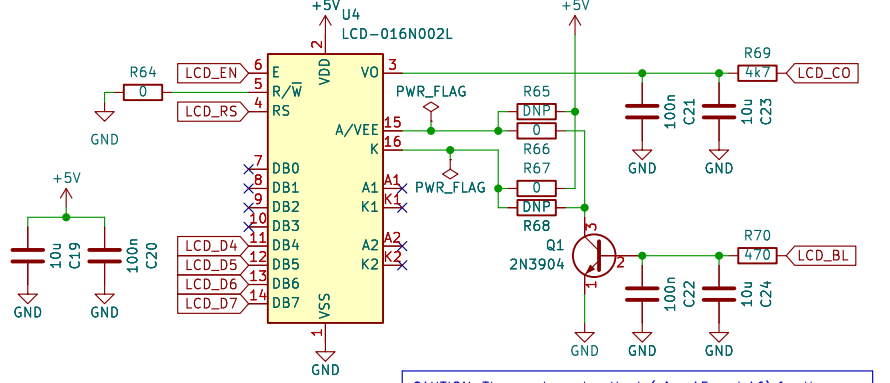 +5V
U4
LCD-016N002L
+5V
2
VDD
LCD_EN
6
E
VO
3
R69
4k7
LCD_CO
R64
0
5
R/W
GND
LCD_RS
4
RS
PWR_FLAG
R65
DNP
100n
C21
10u
C23
A/VEE
15
0
R66
GND
GND
K
16
R67
0
PWR_FLAG
DNP
R68
7
DB0
8
DB1
9
DB2
10
DB3
A1
A1
K1
K1
A2
A2
K2
K2
+5V
10u
C19
100n
C20
GND
GND
LCD_D4
11
DB4
LCD_D5
12
DB5
LCD_D6
13
DB6
LCD_D7
14
DB7
VSS
1
GND
Q1
2N3904
3
2
1
GND
R70
470
LCD_BL
100n
C22
10u
C24
GND
GND